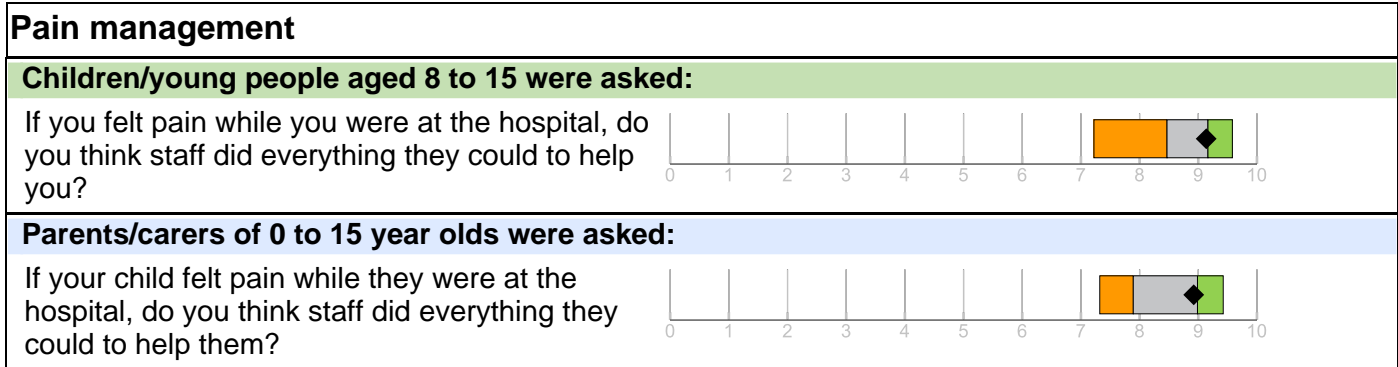 Pain management
Children/young people aged 8 to 15 were asked:
If you felt pain while you were at the hospital, do
you think staff did everything they could to help
you?
0 1 2 3 4 5 6 7 8 9 10
Parents/carers of 0 to 15 year olds were asked:
If your child felt pain while they were at the
hospital, do you think staff did everything they
could to help them?
0 1 2 3 4 5 6 7 8 9 10